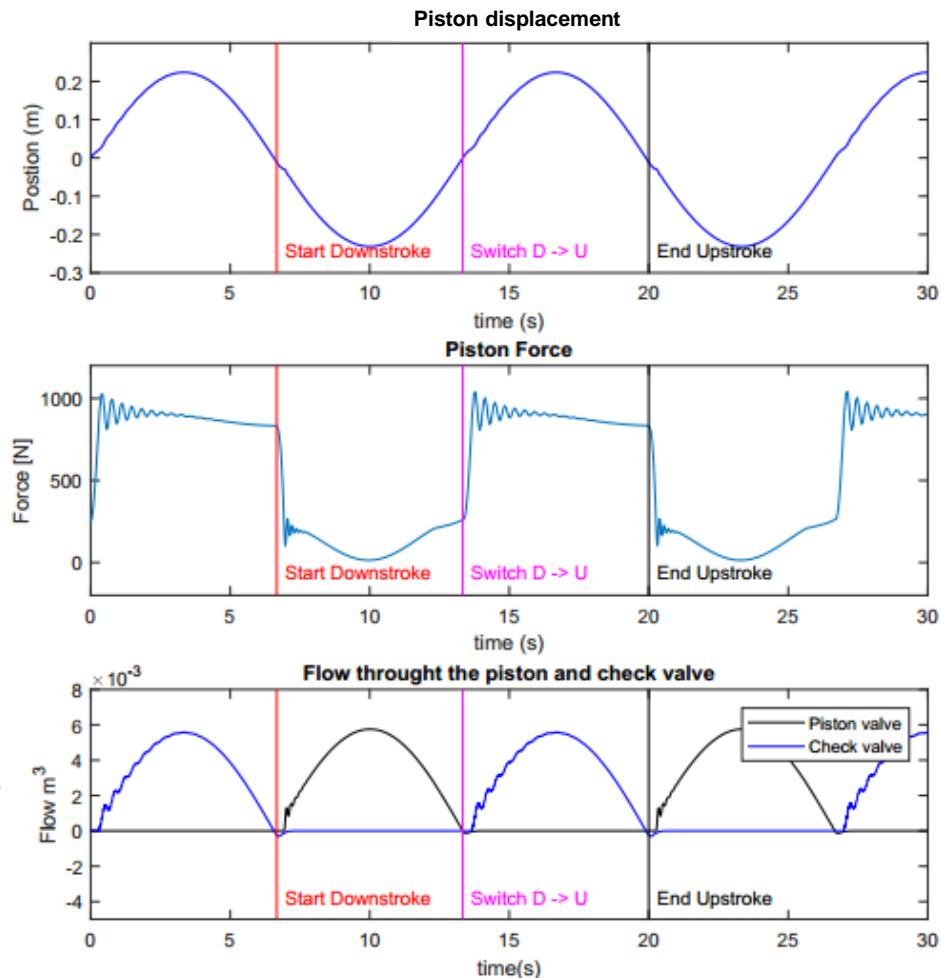 Piston displacement
Postion (m)
0.2
0.1
0
-0.1
-0.2
-0.3
Start Downstroke
Switch D -> U
End Upstroke
0 5 10 15 20 25 30
time (s)
Piston Force
Force [N]
1000
500
0
Start Downstroke
Switch D -> U
End Upstroke
0 5 10 15 20 25 30
time (s)
Flow throught the piston and check valve
× 10⁻³
Flow m³
8
6
4
2
0
-2
-4
Piston valve
Check valve
Start Downstroke
Switch D -> U
End Upstroke
0 5 10 15 20 25 30
time(s)